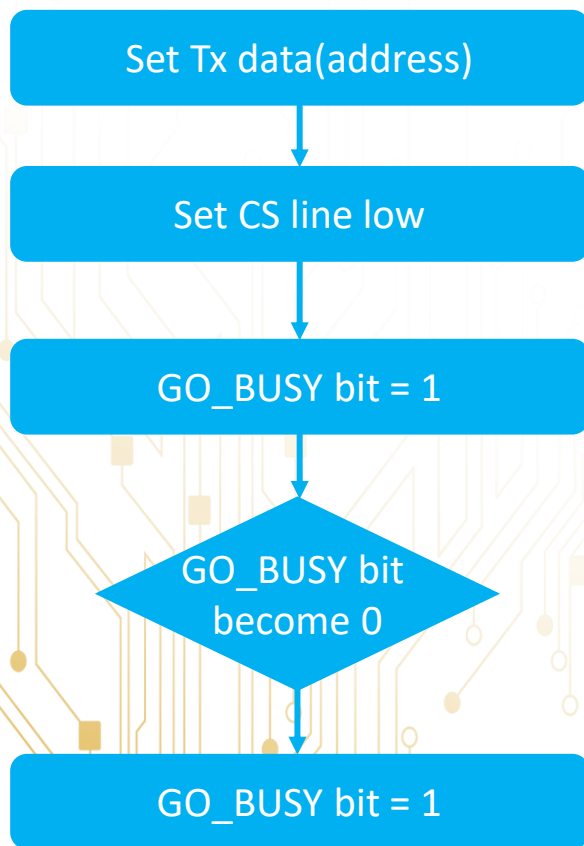 Set Tx data(address)
Set CS line low
GO_BUSY bit = 1
GO_BUSY bit
become 0
GO_BUSY bit = 1